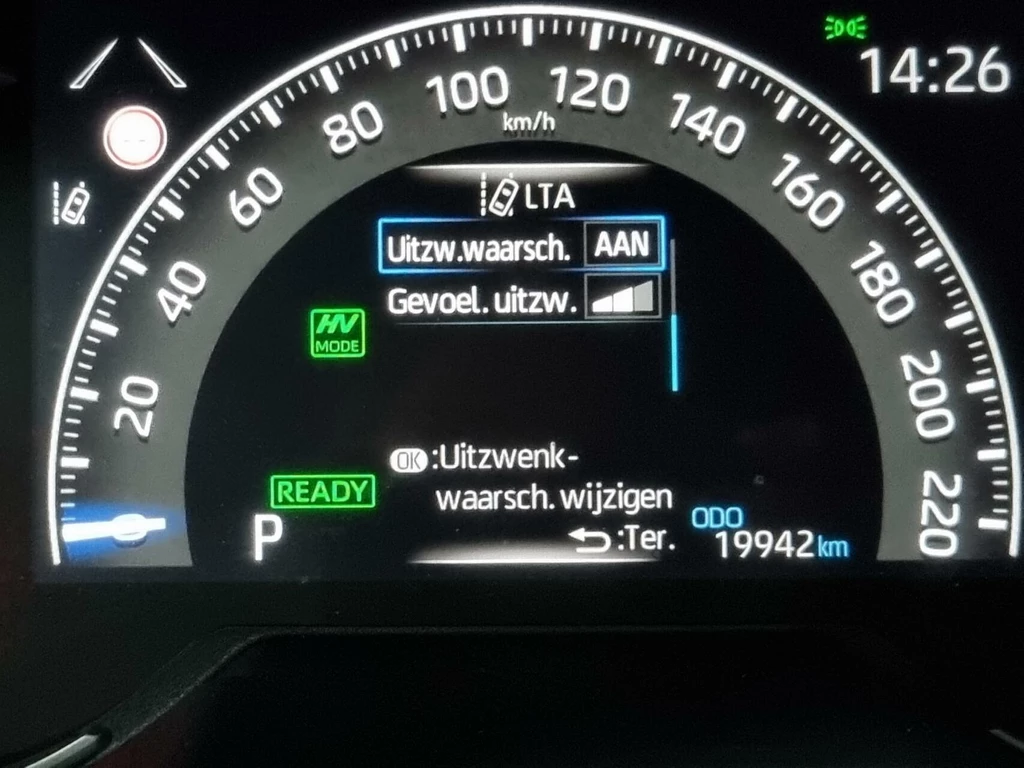 14:26
20
40
60
80
100
120
140
160
180
200
220
km/h
LTA
Uitzw.waarsch. AAN
Gevoel. uitzw.
HV
MODE
OK :Uitzwenk-
waarsch. wijzigen
:Ter.
READY
P
ODO
19942 km